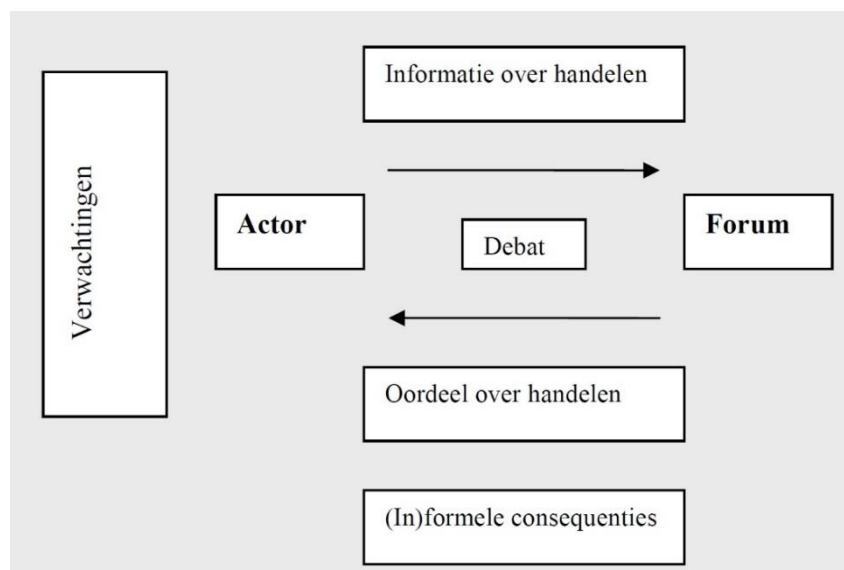 Informatie over handelen
Verwachtingen
Actor
Debat
Forum
Oordeel over handelen
(In)formele consequenties